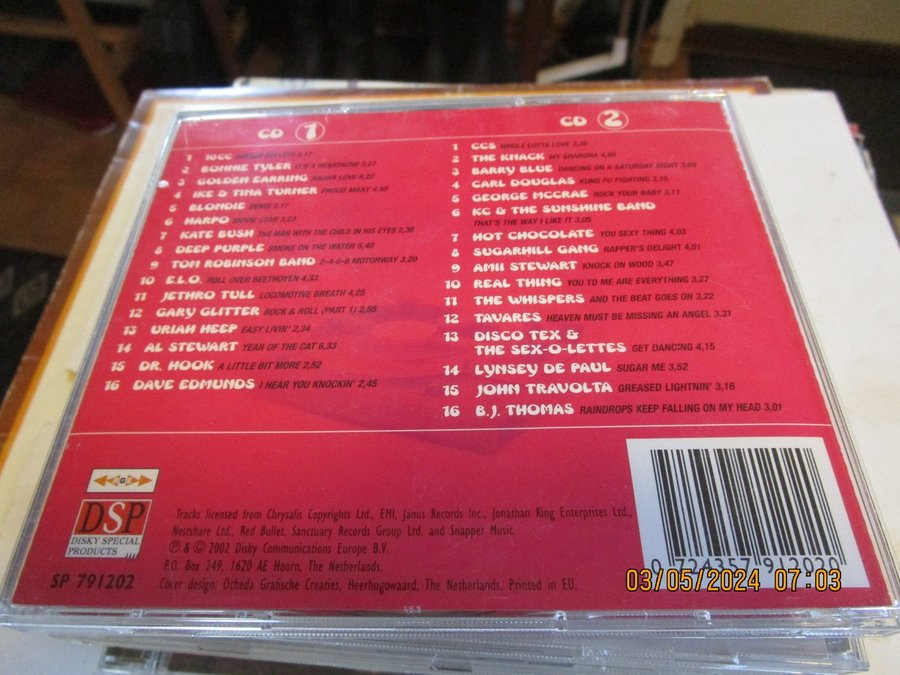 CD 1
1 10CC RUBBER BULLETS 5,17
2 BONNIE TYLER IT'S A HEARTACHE 3,27
3 GOLDEN EARRING RADAR LOVE 6,22
4 IKE & TINA TURNER PROUD MARY 4,50
5 BLONDIE DENIS 2,17
6 HARPO MOVIE STAR 3,23
7 KATE BUSH THE MAN WITH THE CHILD IN HIS EYES 2,38
8 DEEP PURPLE SMOKE ON THE WATER 5,40
9 TOM ROBINSON BAND 2-4-6-8 MOTORWAY 3,20
10 E.L.O. ROLL OVER BEETHOVEN 4,33
11 JETHRO TULL LOCOMOTIVE BREATH 4,25
12 GARY GLITTER ROCK & ROLL (PART 1) 2,55
13 URIAH HEEP EASY LIVIN' 2,34
14 AL STEWART YEAR OF THE CAT 6,33
15 DR. HOOK A LITTLE BIT MORE 2,52
16 DAVE EDMUNDS I HEAR YOU KNOCKIN' 2,45
CD 2
1 CCS WHOLE LOTTA LOVE 3,35
2 THE KNACK MY SHARONA 4,00
3 BARRY BLUE DANCING ON A SATURDAY NIGHT 3,09
4 CARL DOUGLAS KUNG FU FIGHTING 3,15
5 GEORGE MCCRAE ROCK YOUR BABY 3,11
6 KC & THE SUNSHINE BAND
THAT'S THE WAY I LIKE IT 3,05
7 HOT CHOCOLATE YOU SEXY THING 4,03
8 SUGARHILL GANG RAPPER'S DELIGHT 4,51
9 AMII STEWART KNOCK ON WOOD 3,47
10 REAL THING YOU TO ME ARE EVERYTHING 3,27
11 THE WHISPERS AND THE BEAT GOES ON 3,22
12 TAVARES HEAVEN MUST BE MISSING AN ANGEL 3,31
13 DISCO TEX &
THE SEX-O-LETTES GET DANCING 4,15
14 LYNSEY DE PAUL SUGAR ME 3,52
15 JOHN TRAVOLTA GREASED LIGHTNIN' 3,16
16 B.J. THOMAS RAINDROPS KEEP FALLING ON MY HEAD 3,01
DSP
DISKY SPECIAL
PRODUCTS
SP 791202
Tracks licensed from Chrysalis Copyrights Ltd., EMI, Janus Records Inc., Jonathan King Enterprises Ltd.,
Nestshare Ltd., Red Bullet, Sanctuary Records Group Ltd. and Snapper Music.
℗ & © 2002 Disky Communications Europe B.V.
P.O. Box 249, 1620 AE Hoorn, The Netherlands.
Cover design: Ocheda Grafische Creaties, Heerhugowaard, The Netherlands. Printed in EU.
0 724357 912020
03/05/2024 07:03